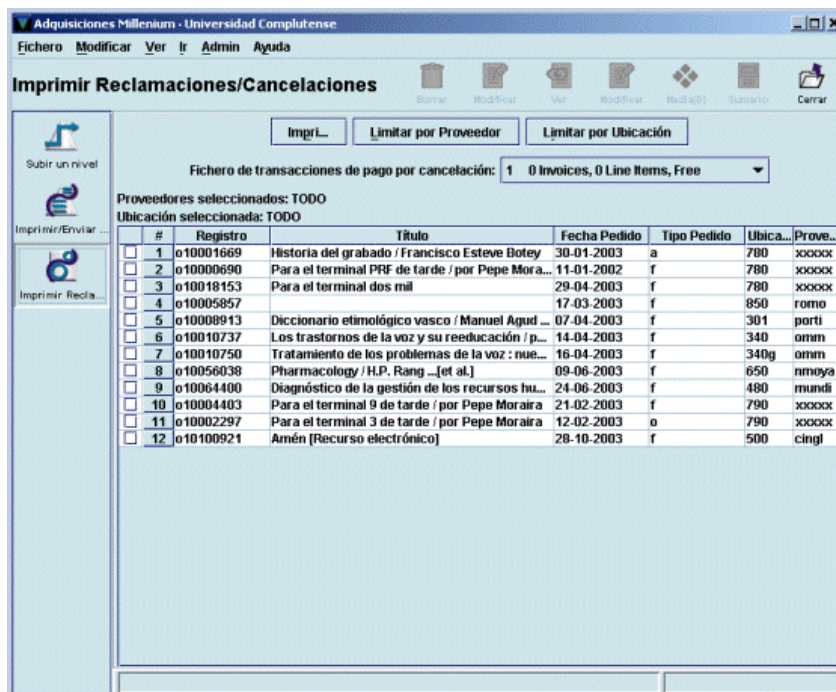 Adquisiciones Millenium · Universidad Complutense
Fichero Modificar Ver Ir Admin Ayuda
Imprimir Reclamaciones/Cancelaciones
Borrar Modificar Ver Modificar Media(0) Sumario Cerrar
Subir un nivel
Imprimir/Enviar ...
Imprimir Recla...
Impri... Limitar por Proveedor Limitar por Ubicación
Fichero de transacciones de pago por cancelación: 1 0 Invoices, 0 Line Items, Free
Proveedores seleccionados: TODO
Ubicación seleccionada: TODO
# Registro Título Fecha Pedido Tipo Pedido Ubica... Prove...
1 o10001669 Historia del grabado / Francisco Esteve Botey 30-01-2003 a 780 xxxxx
2 o10000690 Para el terminal PRF de tarde / por Pepe Mora... 11-01-2002 f 780 xxxxx
3 o10018153 Para el terminal dos mil 29-04-2003 f 780 xxxxx
4 o10005857 17-03-2003 f 850 romo
5 o10008913 Diccionario etimológico vasco / Manuel Agud ... 07-04-2003 f 301 porti
6 o10010737 Los trastornos de la voz y su reeducación / p... 14-04-2003 f 340 omm
7 o10010750 Tratamiento de los problemas de la voz : nue... 16-04-2003 f 340g omm
8 o10056038 Pharmacology / H.P. Rang ...[et al.] 09-06-2003 f 650 nmoya
9 o10064400 Diagnóstico de la gestión de los recursos hu... 24-06-2003 f 480 mundi
10 o10004403 Para el terminal 9 de tarde / por Pepe Moraira 21-02-2003 f 790 xxxxx
11 o10002297 Para el terminal 3 de tarde / por Pepe Moraira 12-02-2003 o 790 xxxxx
12 o10100921 Amén [Recurso electrónico] 28-10-2003 f 500 cingl